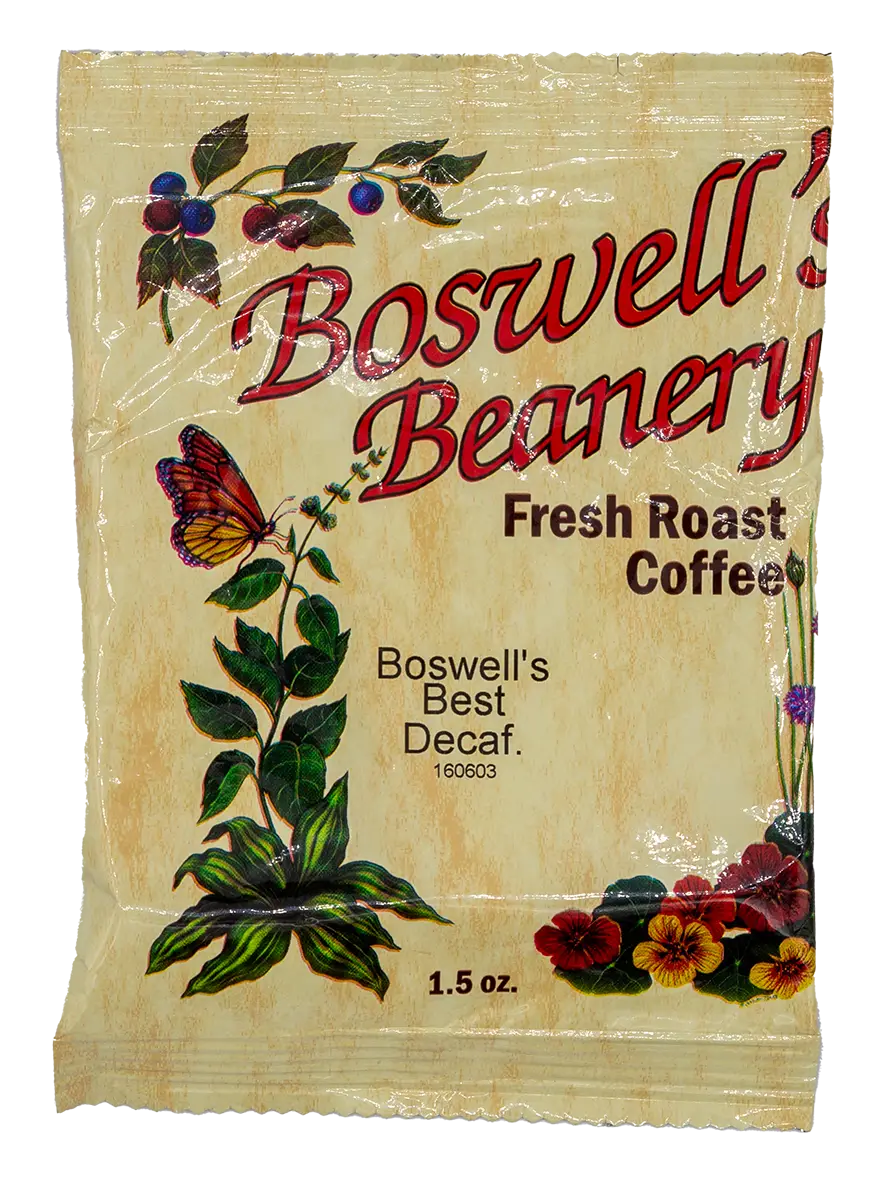 Boswell's
Beanery
Fresh Roast
Coffee
Boswell's
Best
Decaf.
160603
1.5 oz.